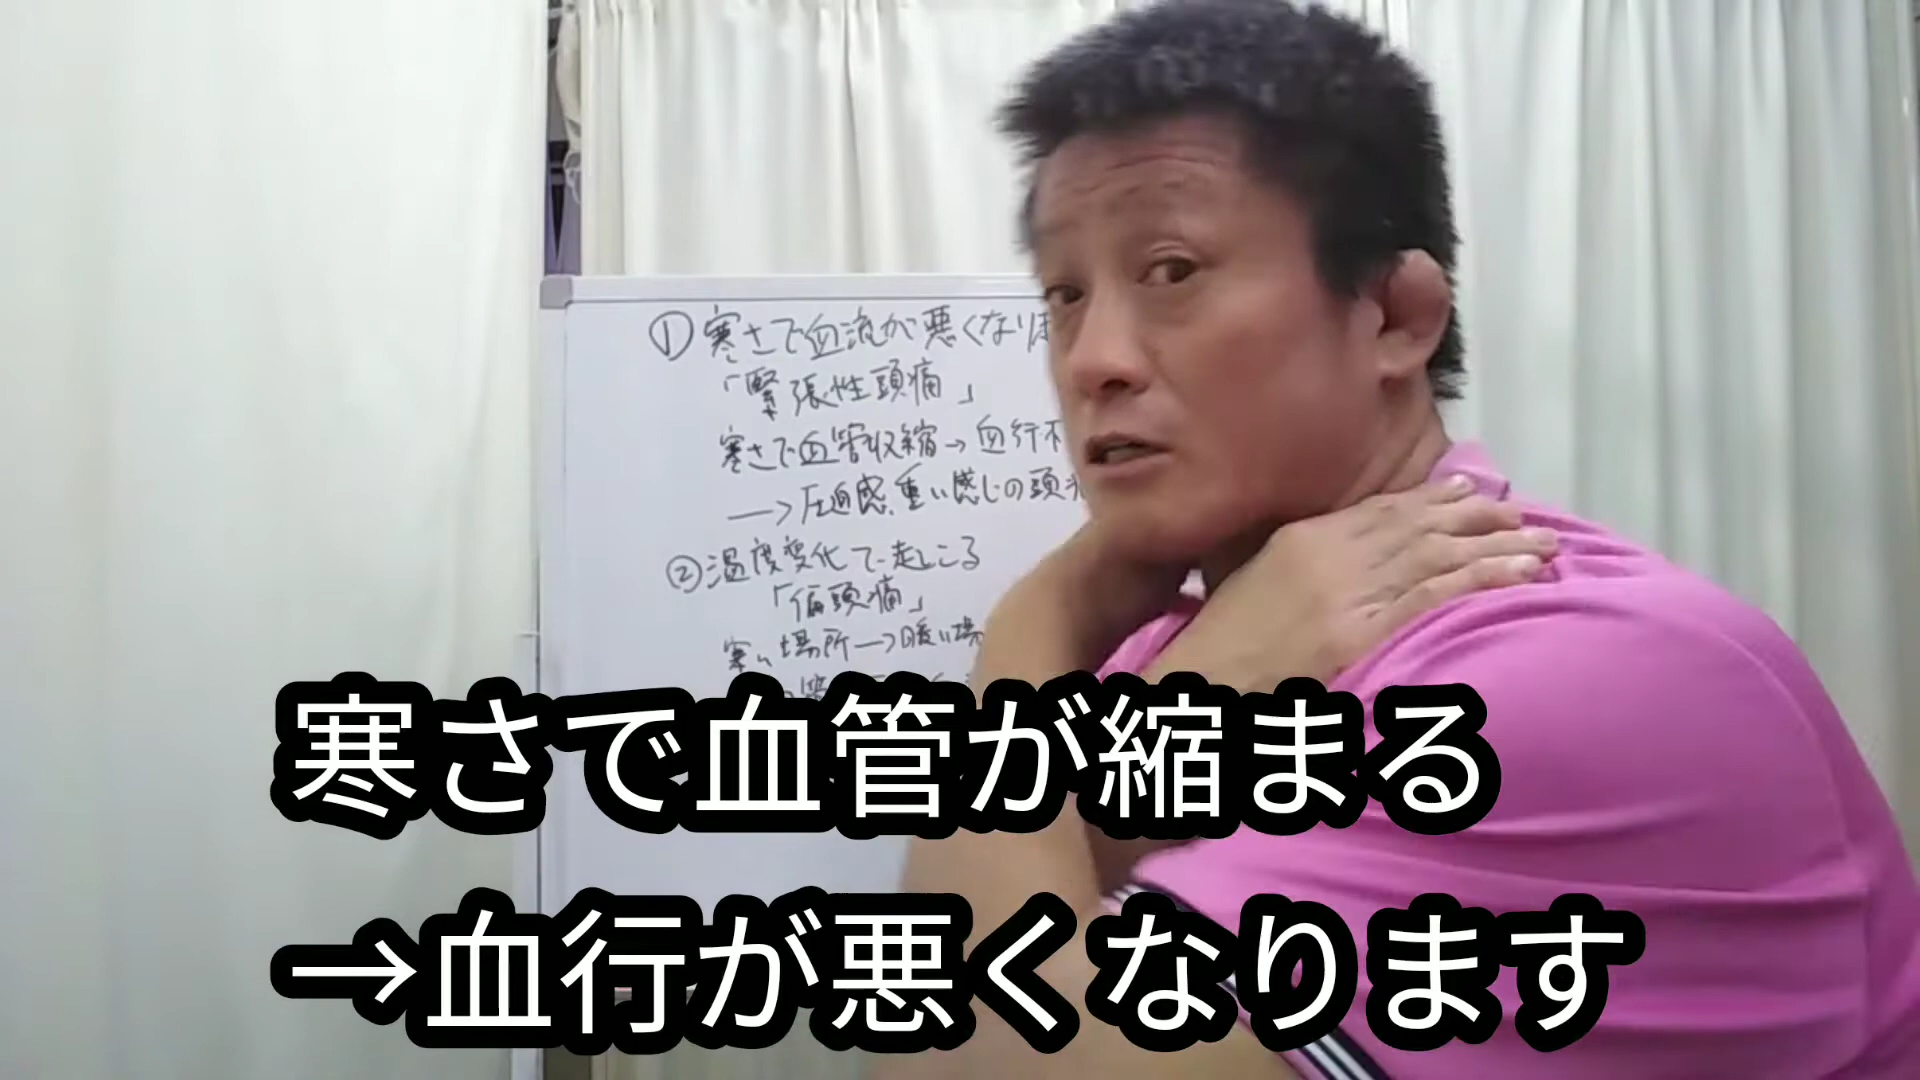 ①寒さで血流が悪くなり
「緊張性頭痛」
寒さで血管収縮→血行不
→圧迫感、重い感じの頭
②温度変化で起こる
「偏頭痛」
寒い場所→暖い場
寒さで血管が縮まる
→血行が悪くなります